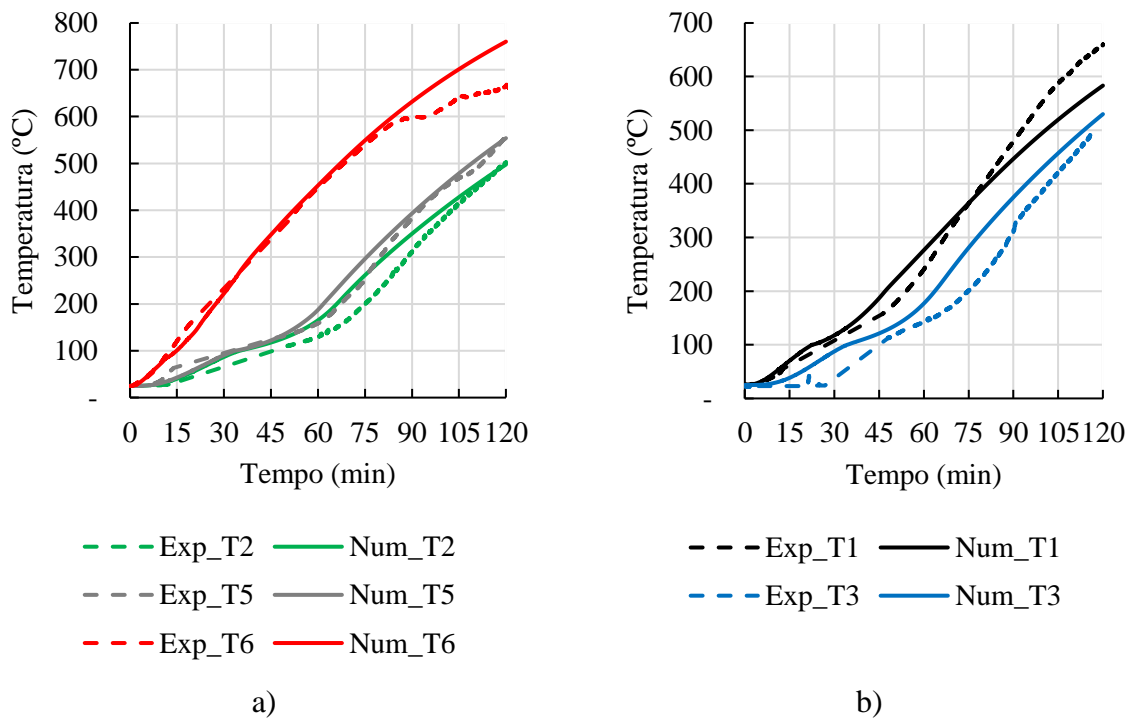 800
700
600
500
400
300
200
100
-
Temperatura (ºC)
0 15 30 45 60 75 90 105 120
Tempo (min)
Exp_T2 Num_T2
Exp_T5 Num_T5
Exp_T6 Num_T6
a)
700
600
500
400
300
200
100
-
Temperatura (ºC)
0 15 30 45 60 75 90 105 120
Tempo (min)
Exp_T1 Num_T1
Exp_T3 Num_T3
b)